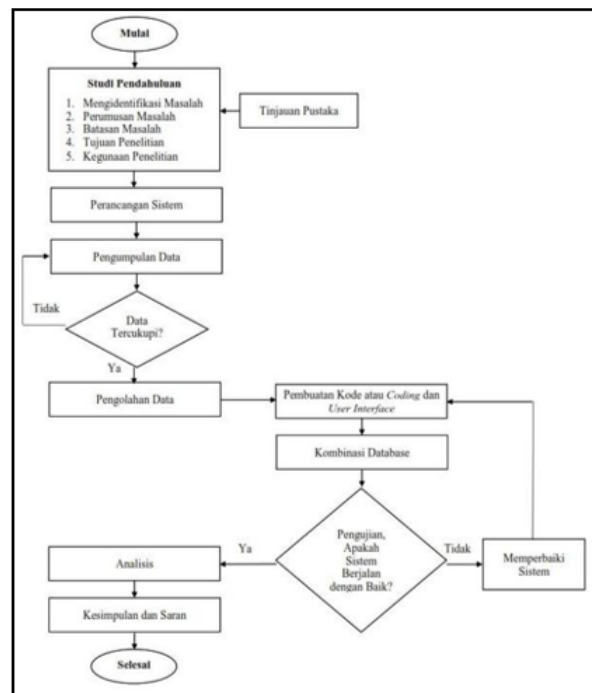 Mulai
Studi Pendahuluan
1. Mengidentifikasi Masalah
2. Perumusan Masalah
3. Batasan Masalah
4. Tujuan Penelitian
5. Kegunaan Penelitian
Tinjauan Pustaka
Perancangan Sistem
Pengumpulan Data
Tidak
Data
Tercukupi?
Ya
Pengolahan Data
Pembuatan Kode atau Coding dan
User Interface
Kombinasi Database
Pengujian,
Apakah
Sistem
Berjalan
dengan Baik?
Ya
Tidak
Memperbaiki
Sistem
Analisis
Kesimpulan dan Saran
Selesai